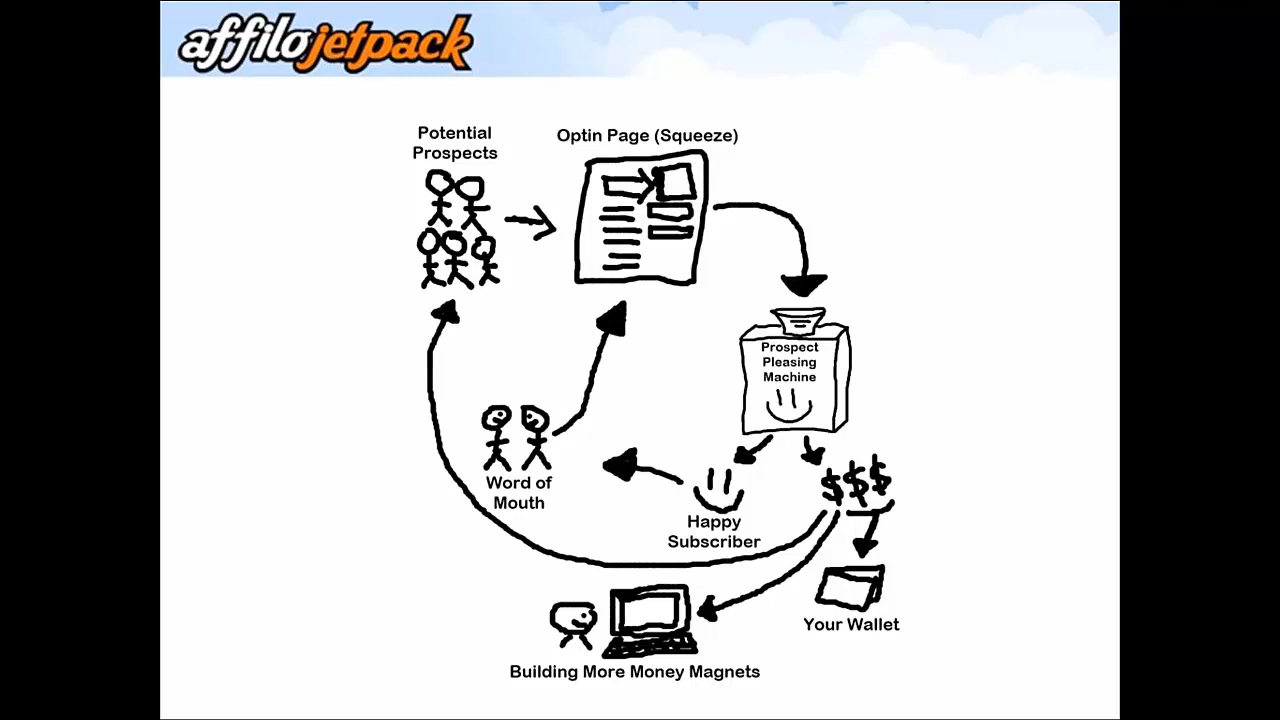 affilojetpack
Potential
Prospects
Optin Page (Squeeze)
Prospect
Pleasing
Machine
$$$
Word of
Mouth
Happy
Subscriber
Your Wallet
Building More Money Magnets